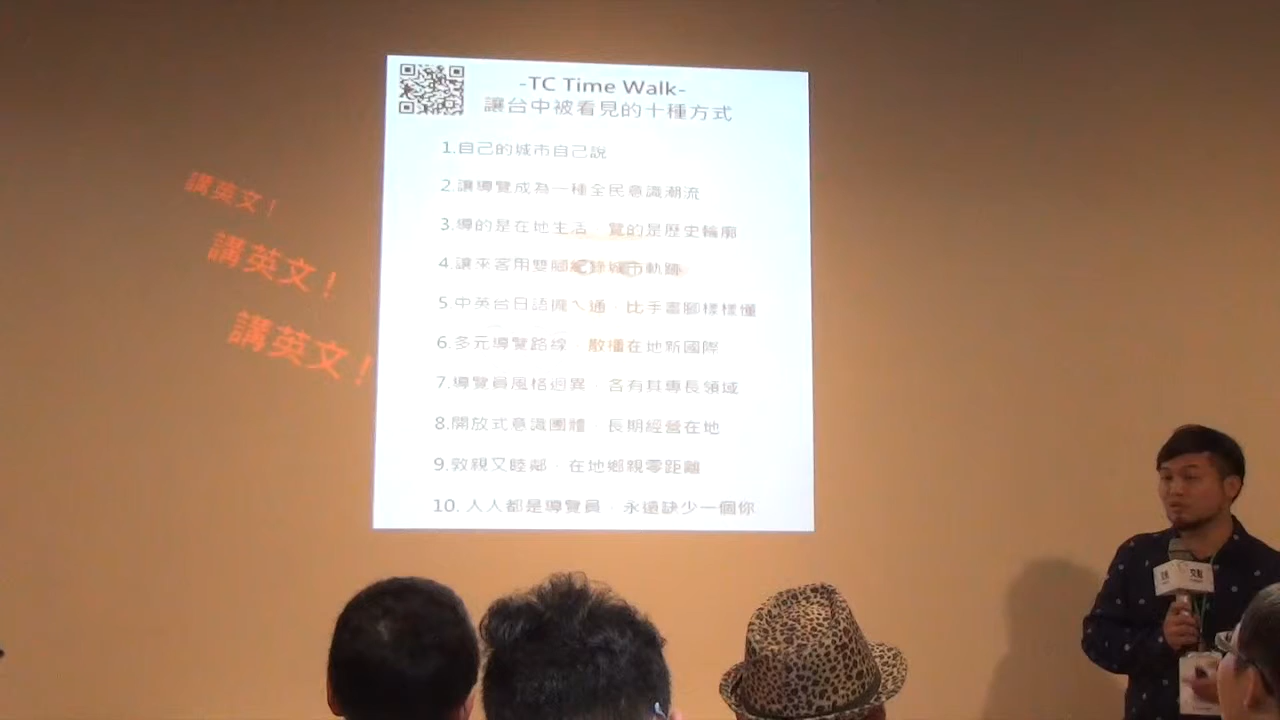 -TC Time Walk-
讓台中被看見的十種方式
1.自己的城市自己說
2.讓導覽成為一種全民意識潮流
3.導的是在地生活 覽的是歷史輪廓
4.讓來客用雙腳紀錄城市軌跡
5.中英台日語 通 比手畫腳樣樣懂
6.多元導覽路線 散播在地新國際
7.導覽員風格迥異 各有其專長領域
8.開放式意識團體 長期經營在地
9.敦親又睦鄰 在地鄉親零距離
10. 人人都是導覽員 永遠缺少一個你
講英文！
講英文！
講英文！